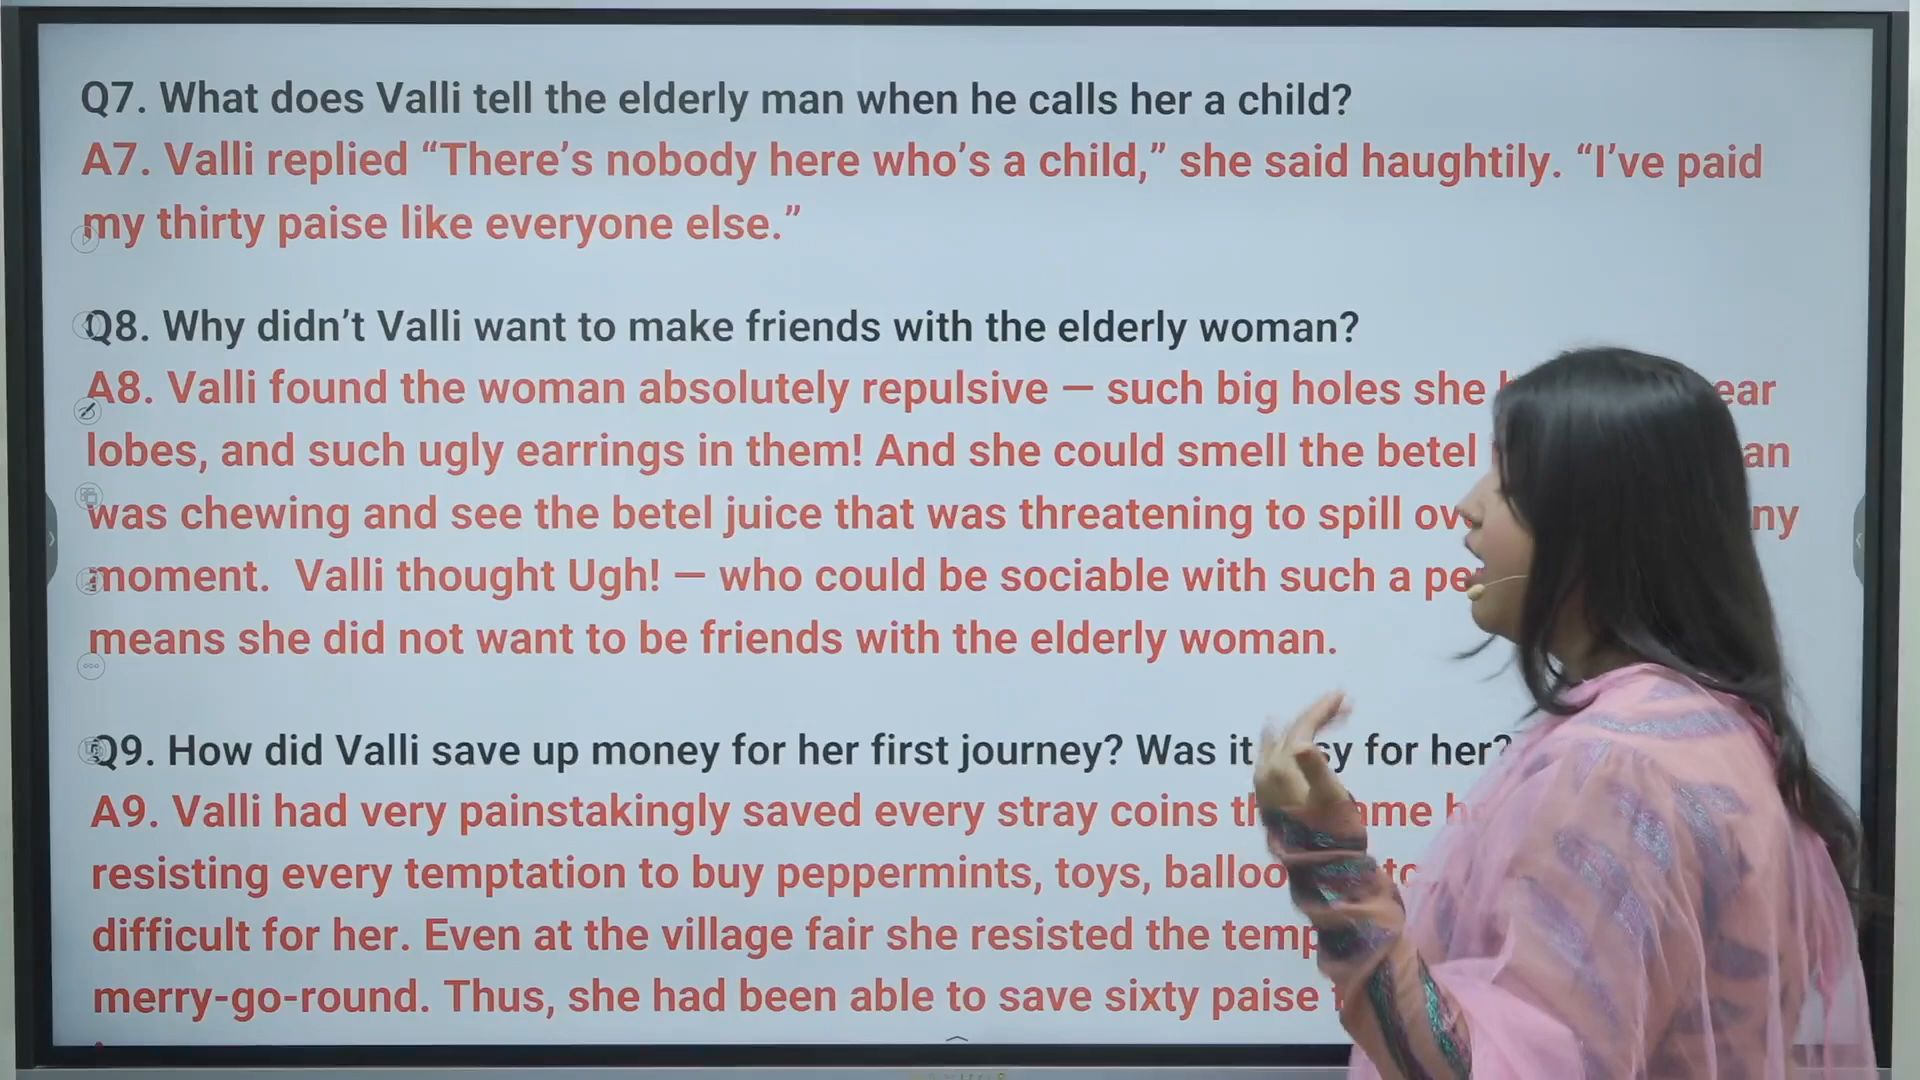 Q7. What does Valli tell the elderly man when he calls her a child?
A7. Valli replied “There’s nobody here who’s a child,” she said haughtily. “I’ve paid
my thirty paise like everyone else.”
Q8. Why didn’t Valli want to make friends with the elderly woman?
A8. Valli found the woman absolutely repulsive — such big holes she ear
lobes, and such ugly earrings in them! And she could smell the betel an
was chewing and see the betel juice that was threatening to spill ny
moment. Valli thought Ugh! — who could be sociable with such a
means she did not want to be friends with the elderly woman.
Q9. How did Valli save up money for her first journey? Was it sy for her?
A9. Valli had very painstakingly saved every stray coins ame
resisting every temptation to buy peppermints, toys,
difficult for her. Even at the village fair she resisted the
merry-go-round. Thus, she had been able to save sixty paise